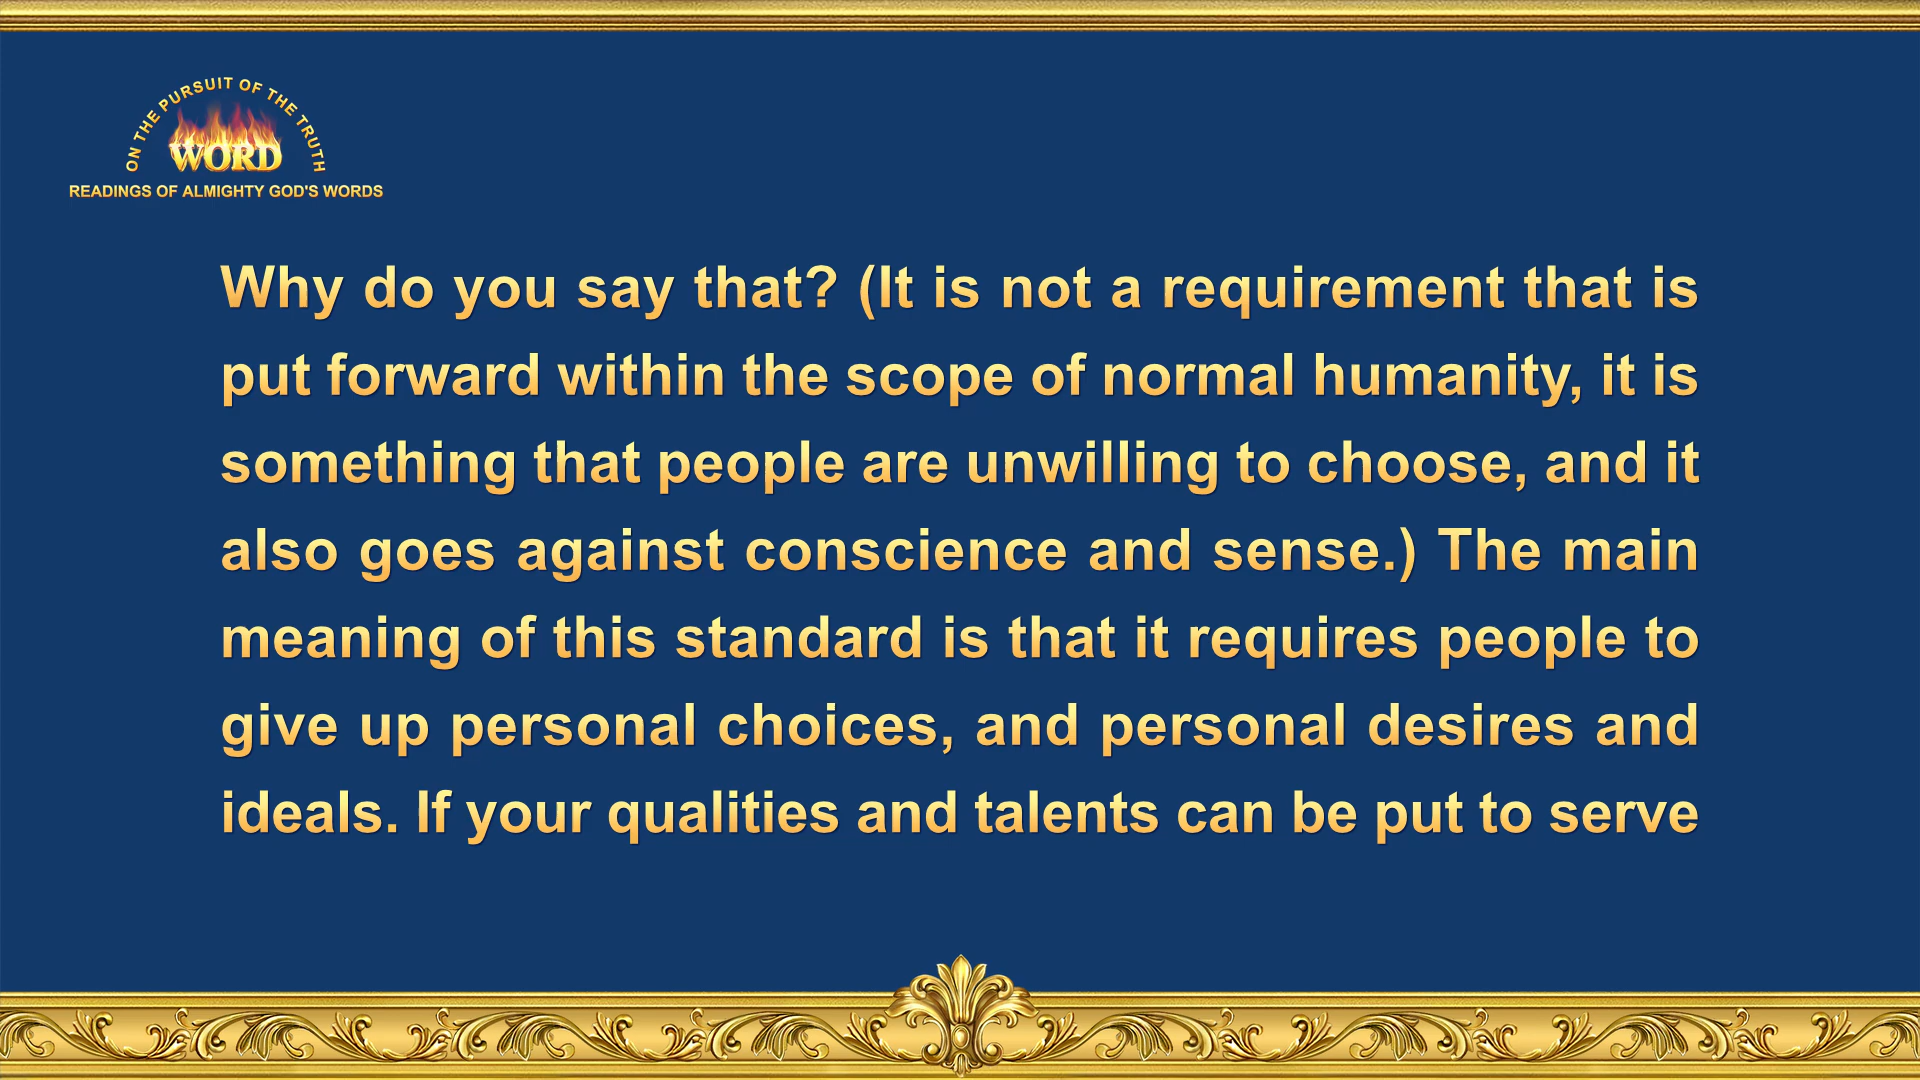 ON THE PURSUIT OF THE TRUTH
WORD
READINGS OF ALMIGHTY GOD'S WORDS
Why do you say that? (It is not a requirement that is
put forward within the scope of normal humanity, it is
something that people are unwilling to choose, and it
also goes against conscience and sense.) The main
meaning of this standard is that it requires people to
give up personal choices, and personal desires and
ideals. If your qualities and talents can be put to serve